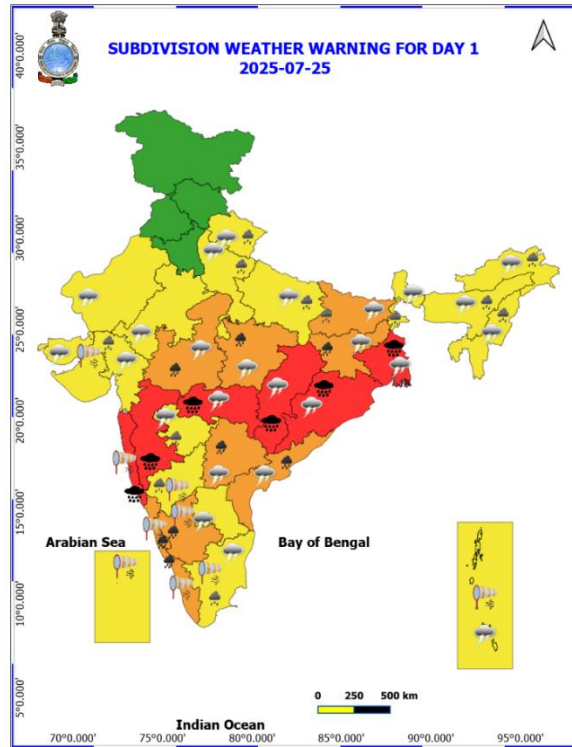 SUBDIVISION WEATHER WARNING FOR DAY 1
2025-07-25
40°0.000'
35°0.000'
30°0.000'
25°0.000'
20°0.000'
15°0.000'
10°0.000'
5°0.000'
Arabian Sea
Bay of Bengal
0 250 500 km
Indian Ocean
70°0.000' 75°0.000' 80°0.000' 85°0.000' 90°0.000' 95°0.000'